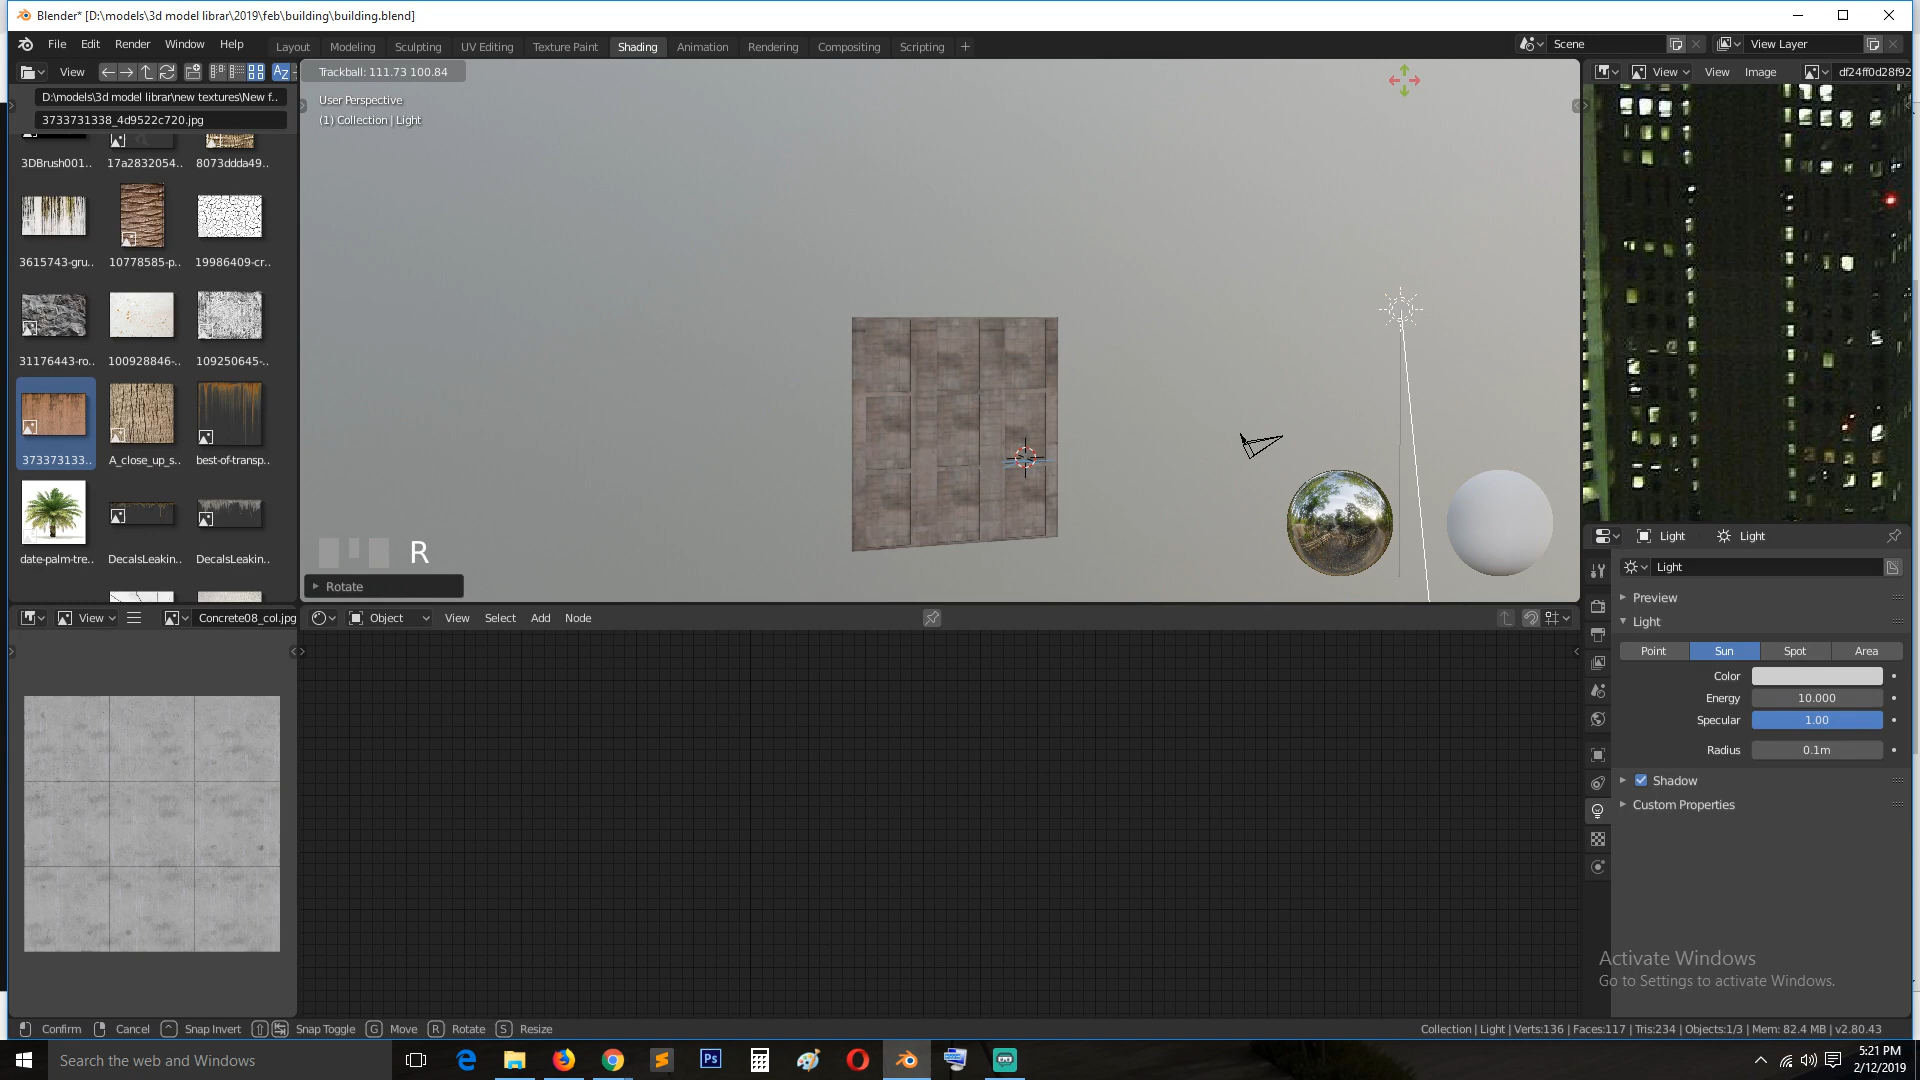 Blender* [D:\models\3d model librar\2019\feb\building\building.blend]
File Edit Render Window Help
Layout Modeling Sculpting UV Editing Texture Paint Shading Animation Rendering Compositing Scripting +
Scene
View Layer
View
AZ
Trackball: 111.73 100.84
View View Image df24ff0d28f92
D:\models\3d model librar\new textures\New f..
3733731338_4d9522c720.jpg
User Perspective
(1) Collection | Light
3DBrush001.. 17a2832054.. 8073ddda49..
3615743-gru.. 10778585-p.. 19986409-cr..
31176443-ro.. 100928846-.. 109250645-..
373373133.. A_close_up_s.. best-of-transp..
date-palm-tre.. DecalsLeakin.. DecalsLeakin..
R
Rotate
Light Light
Light
Preview
Light
Point Sun Spot Area
Color
Energy 10.000
Specular 1.00
Radius 0.1m
Shadow
Custom Properties
View Concrete08_col.jpg
Object View Select Add Node
Activate Windows
Go to Settings to activate Windows.
Confirm Cancel ^ Snap Invert Snap Toggle G Move R Rotate S Resize
Collection | Light | Verts:136 | Faces:117 | Tris:234 | Objects:1/3 | Mem: 82.4 MB | v2.80.43
Search the web and Windows
Ps
5:21 PM
2/12/2019